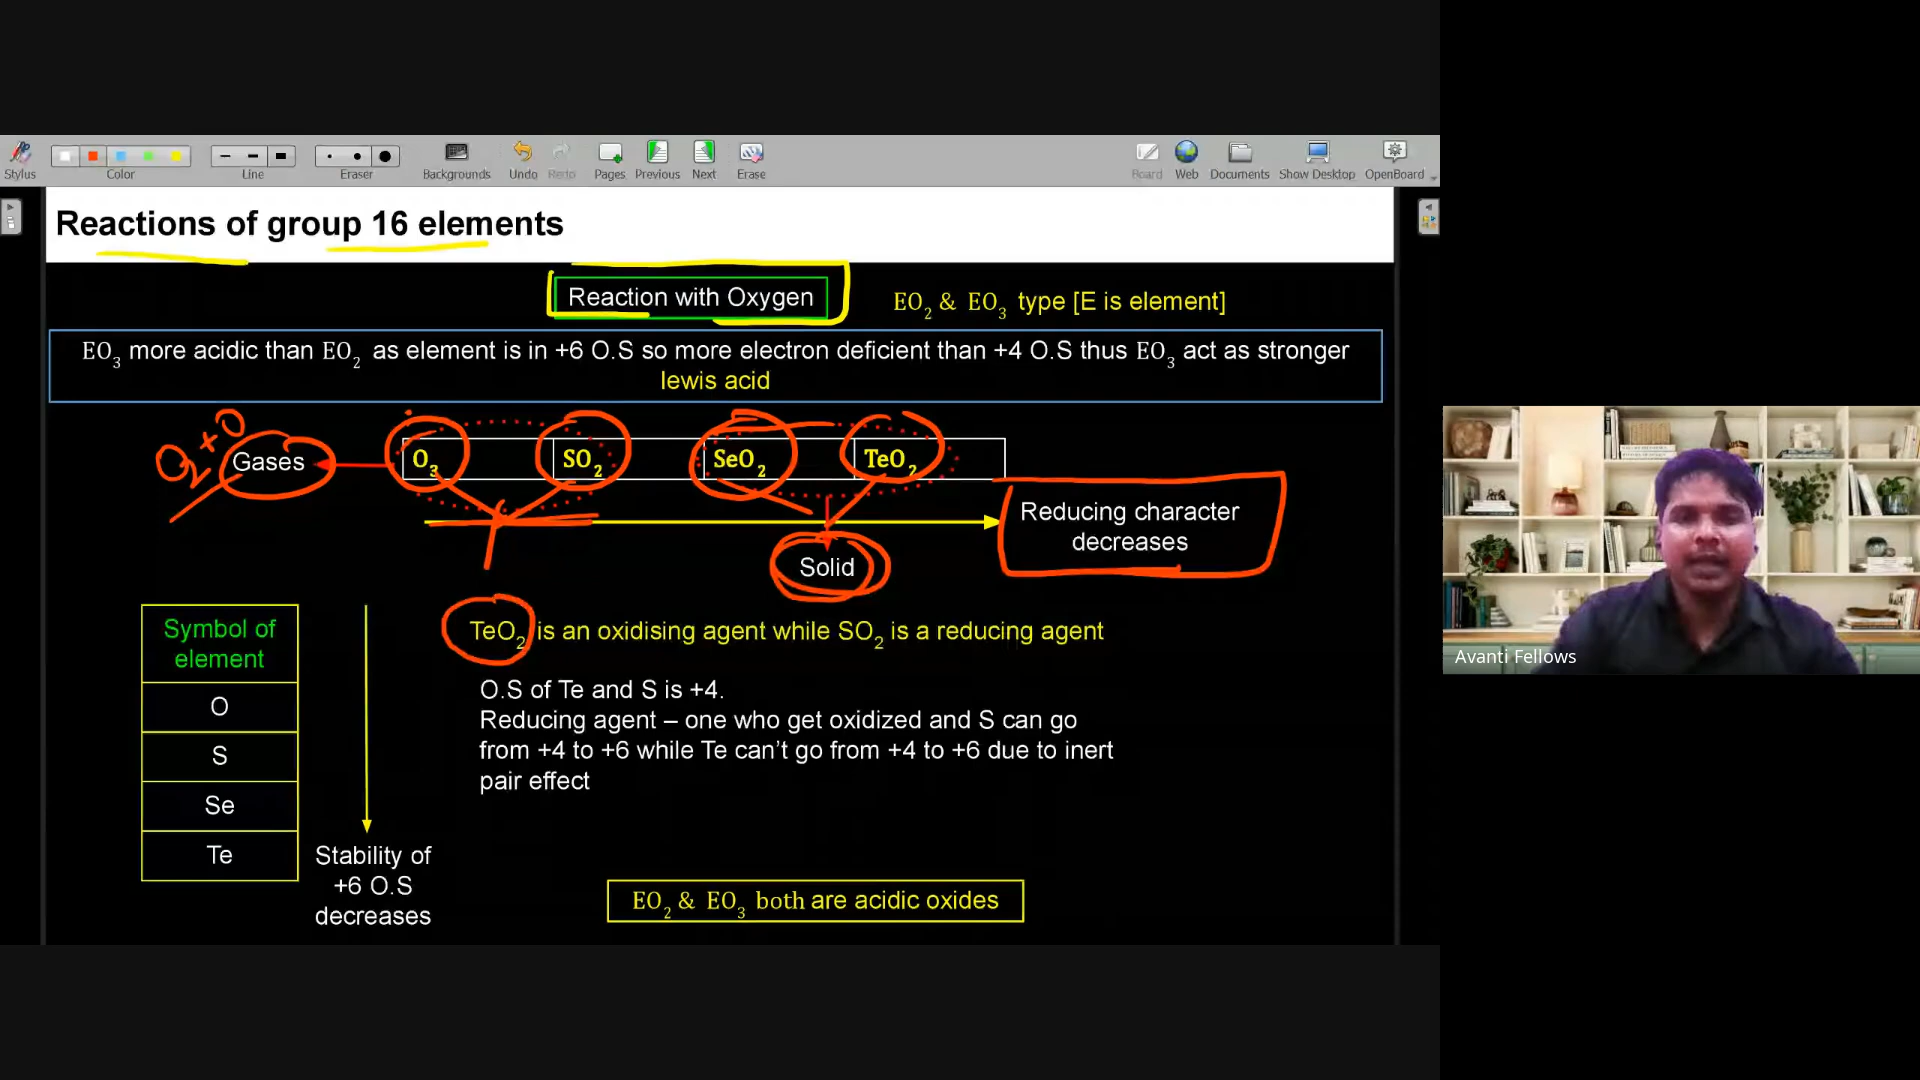 Stylus Color Line Eraser Backgrounds Undo Redo Pages Previous Next Erase Board Web Documents Show Desktop OpenBoard
Reactions of group 16 elements
Reaction with Oxygen
EO₂ & EO₃ type [E is element]
EO₃ more acidic than EO₂ as element is in +6 O.S so more electron deficient than +4 O.S thus EO₃ act as stronger
lewis acid
O₂+O
Gases
O₃ SO₂ SeO₂ TeO₂
Reducing character
decreases
Solid
TeO₂ is an oxidising agent while SO₂ is a reducing agent
O.S of Te and S is +4.
Reducing agent – one who get oxidized and S can go
from +4 to +6 while Te can't go from +4 to +6 due to inert
pair effect
Symbol of
element
O
S
Se
Te
Stability of
+6 O.S
decreases
EO₂ & EO₃ both are acidic oxides
Avanti Fellows